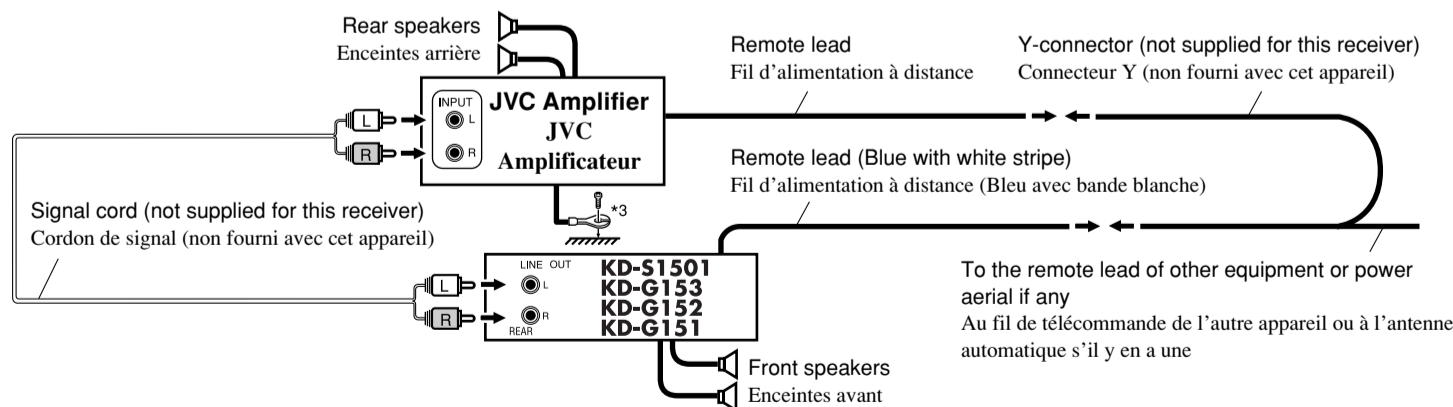 Rear speakers
Enceintes arrière
Remote lead
Fil d'alimentation à distance
Y-connector (not supplied for this receiver)
Connecteur Y (non fourni avec cet appareil)
L
R
INPUT
L
R
JVC Amplifier
JVC
Amplificateur
Remote lead (Blue with white stripe)
Fil d'alimentation à distance (Bleu avec bande blanche)
*3
Signal cord (not supplied for this receiver)
Cordon de signal (non fourni avec cet appareil)
L
R
LINE OUT
L
R
REAR
KD-S1501
KD-G153
KD-G152
KD-G151
To the remote lead of other equipment or power
aerial if any
Au fil de télécommande de l'autre appareil ou à l'antenne
automatique s'il y en a une
Front speakers
Enceintes avant